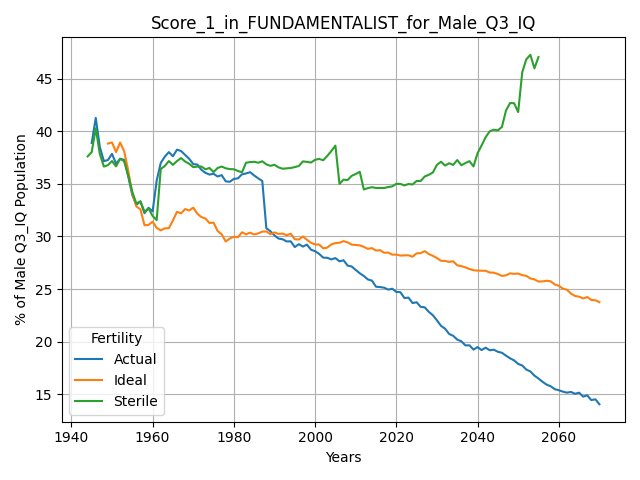 Score_1_in_FUNDAMENTALIST_for_Male_Q3_IQ
% of Male Q3_IQ Population
45
40
35
30
25
20
15
Fertility
Actual
Ideal
Sterile
1940 1960 1980 2000 2020 2040 2060
Years